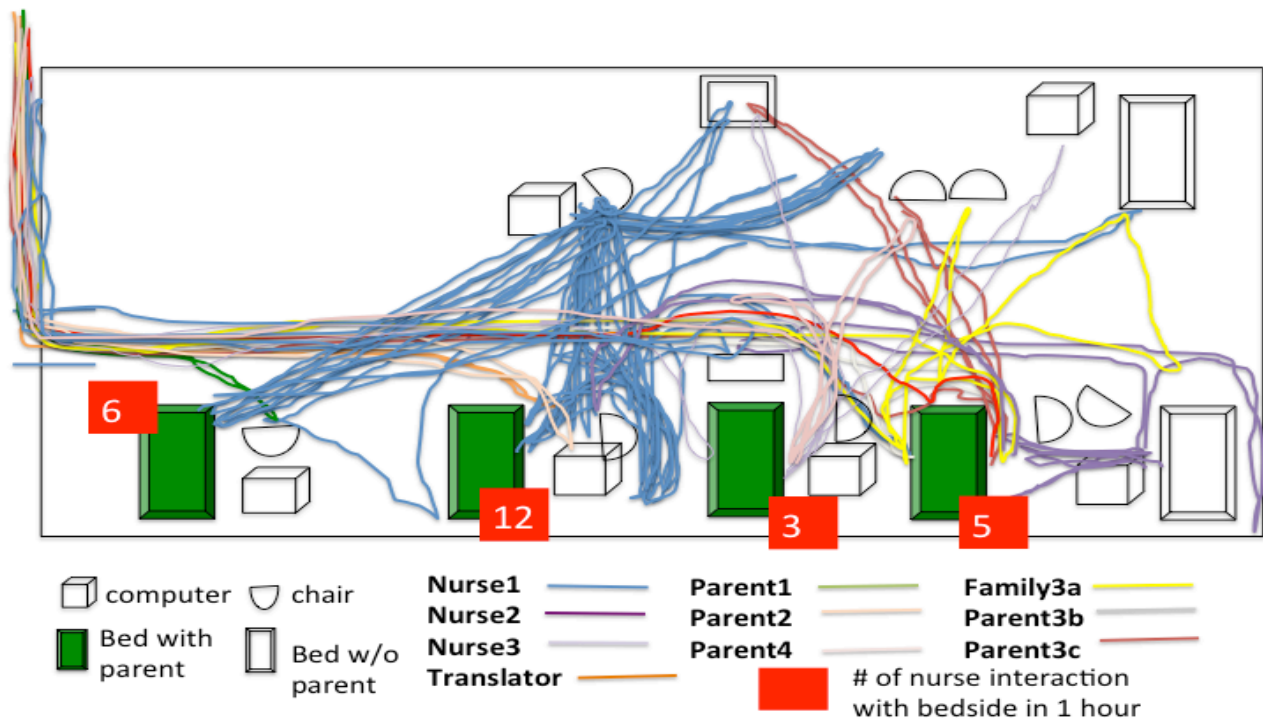 6
12
3
5
computer
chair
Bed with
parent
Bed w/o
parent
Nurse1
Nurse2
Nurse3
Translator
Parent1
Parent2
Parent4
Family3a
Parent3b
Parent3c
# of nurse interaction
with bedside in 1 hour